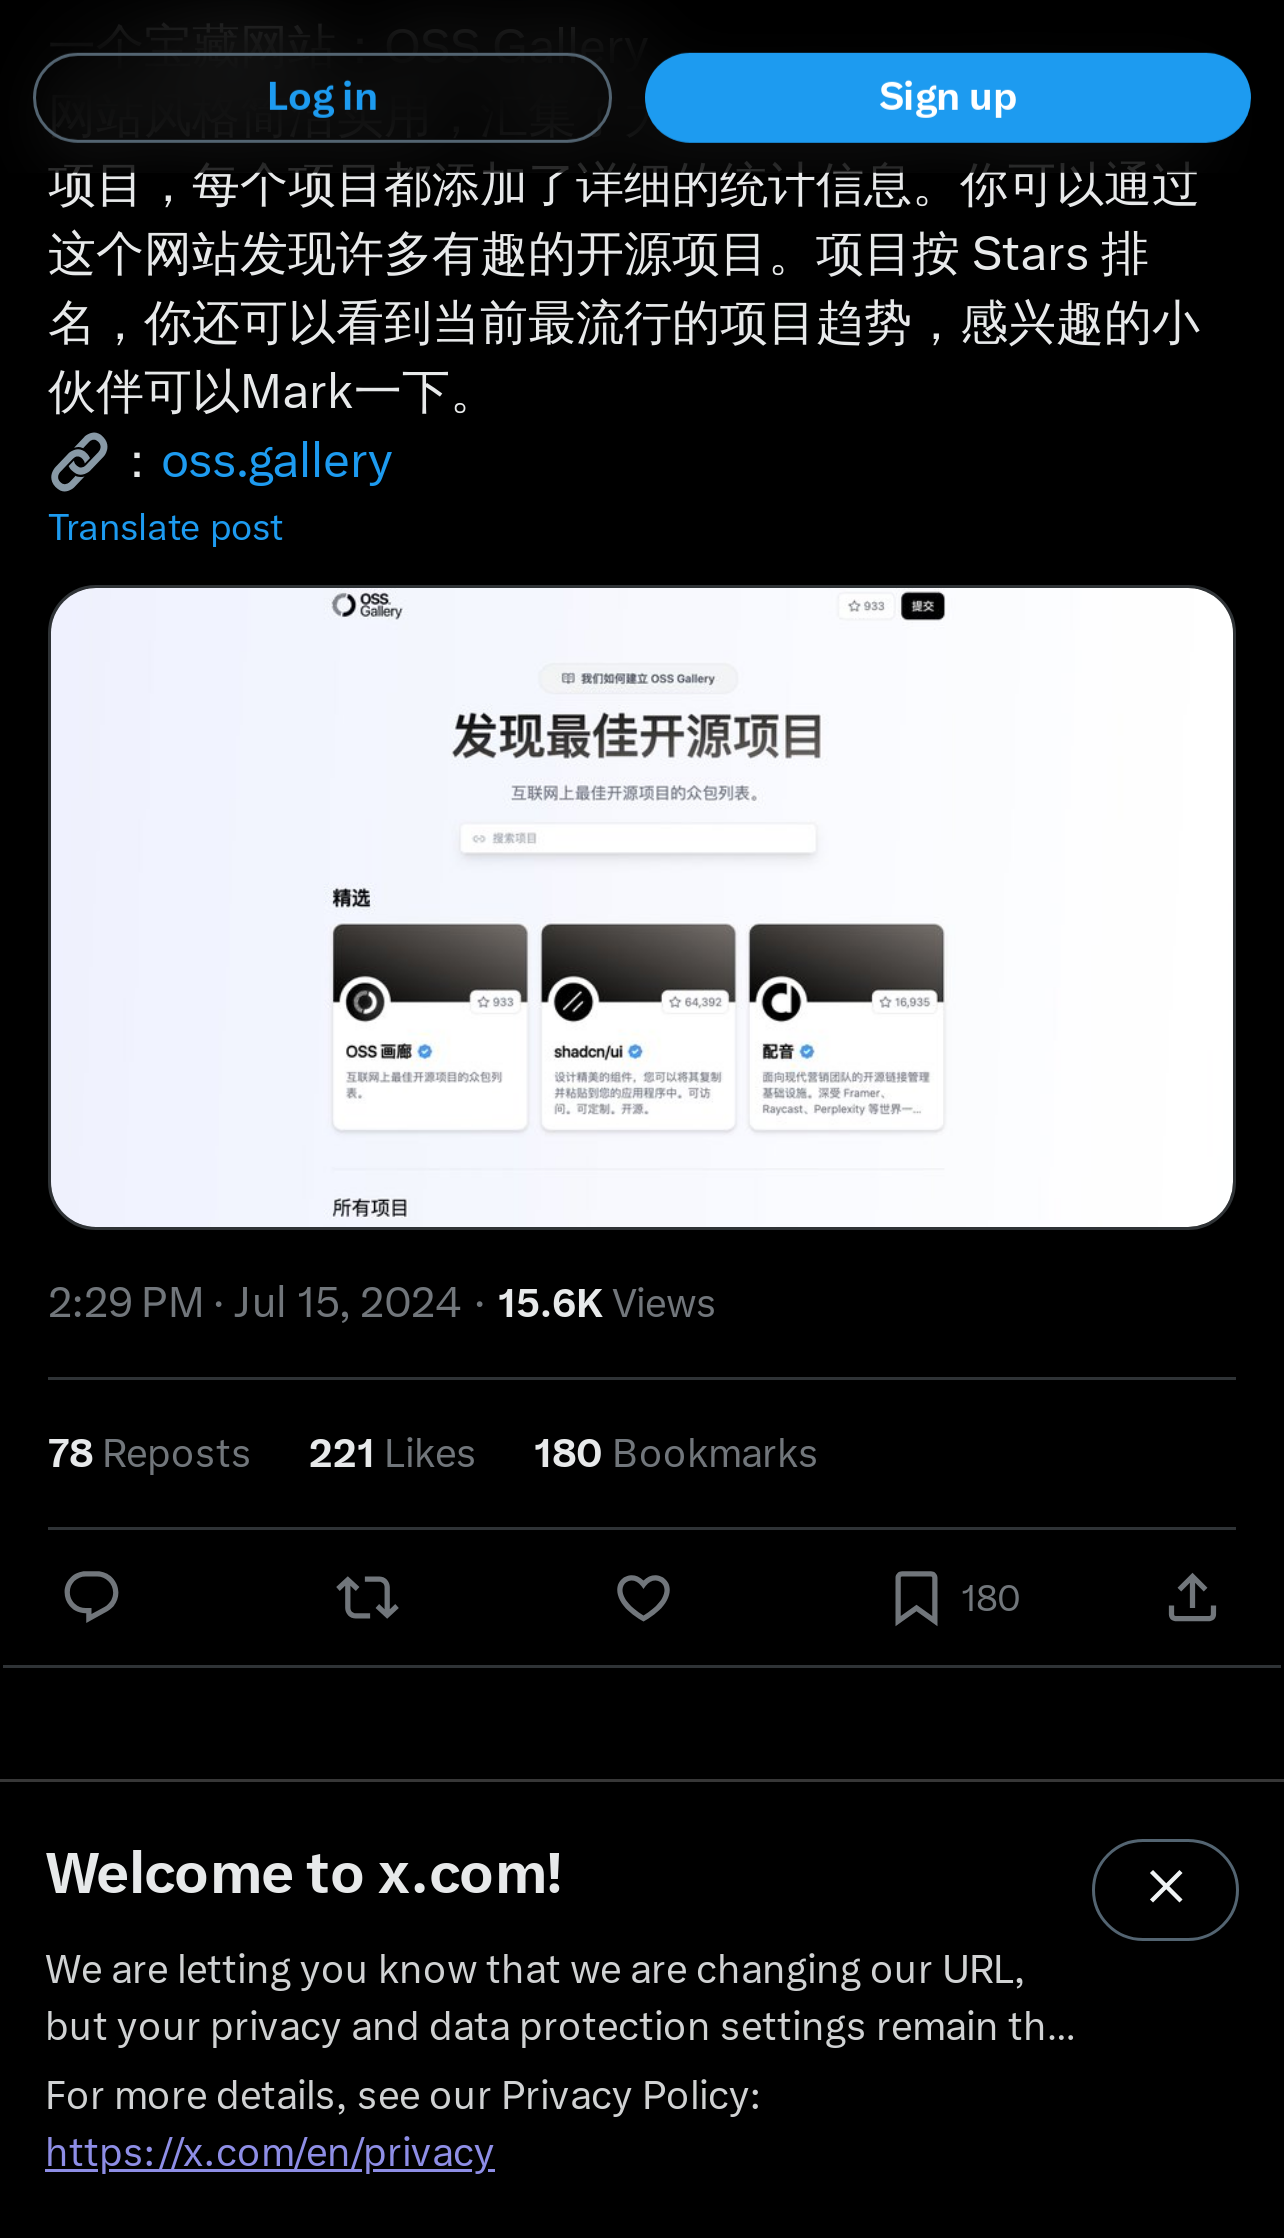 一个宝藏网站：OSS Gallery
Log in
Sign up
网站风格简洁实用，汇集
项目，每个项目都添加了详细的统计信息。你可以通过
这个网站发现许多有趣的开源项目。项目按 Stars 排
名，你还可以看到当前最流行的项目趋势，感兴趣的小
伙伴可以Mark一下。
：oss.gallery
Translate post
OSS.
Gallery
933
提交
我们如何建立 OSS Gallery
发现最佳开源项目
互联网上最佳开源项目的众包列表。
搜索项目
精选
933
64,392
16,935
OSS 画廊
互联网上最佳开源项目的众包列
表。
shadcn/ui
设计精美的组件，您可以将其复制
并粘贴到您的应用程序中。可访
问。可定制。开源。
配音
面向现代营销团队的开源链接管理
基础设施。深受 Framer、
Raycast、Perplexity 等世界一...
所有项目
2:29 PM · Jul 15, 2024 · 15.6K Views
78 Reposts 221 Likes 180 Bookmarks
180
Welcome to x.com!
We are letting you know that we are changing our URL,
but your privacy and data protection settings remain th...
For more details, see our Privacy Policy:
https://x.com/en/privacy